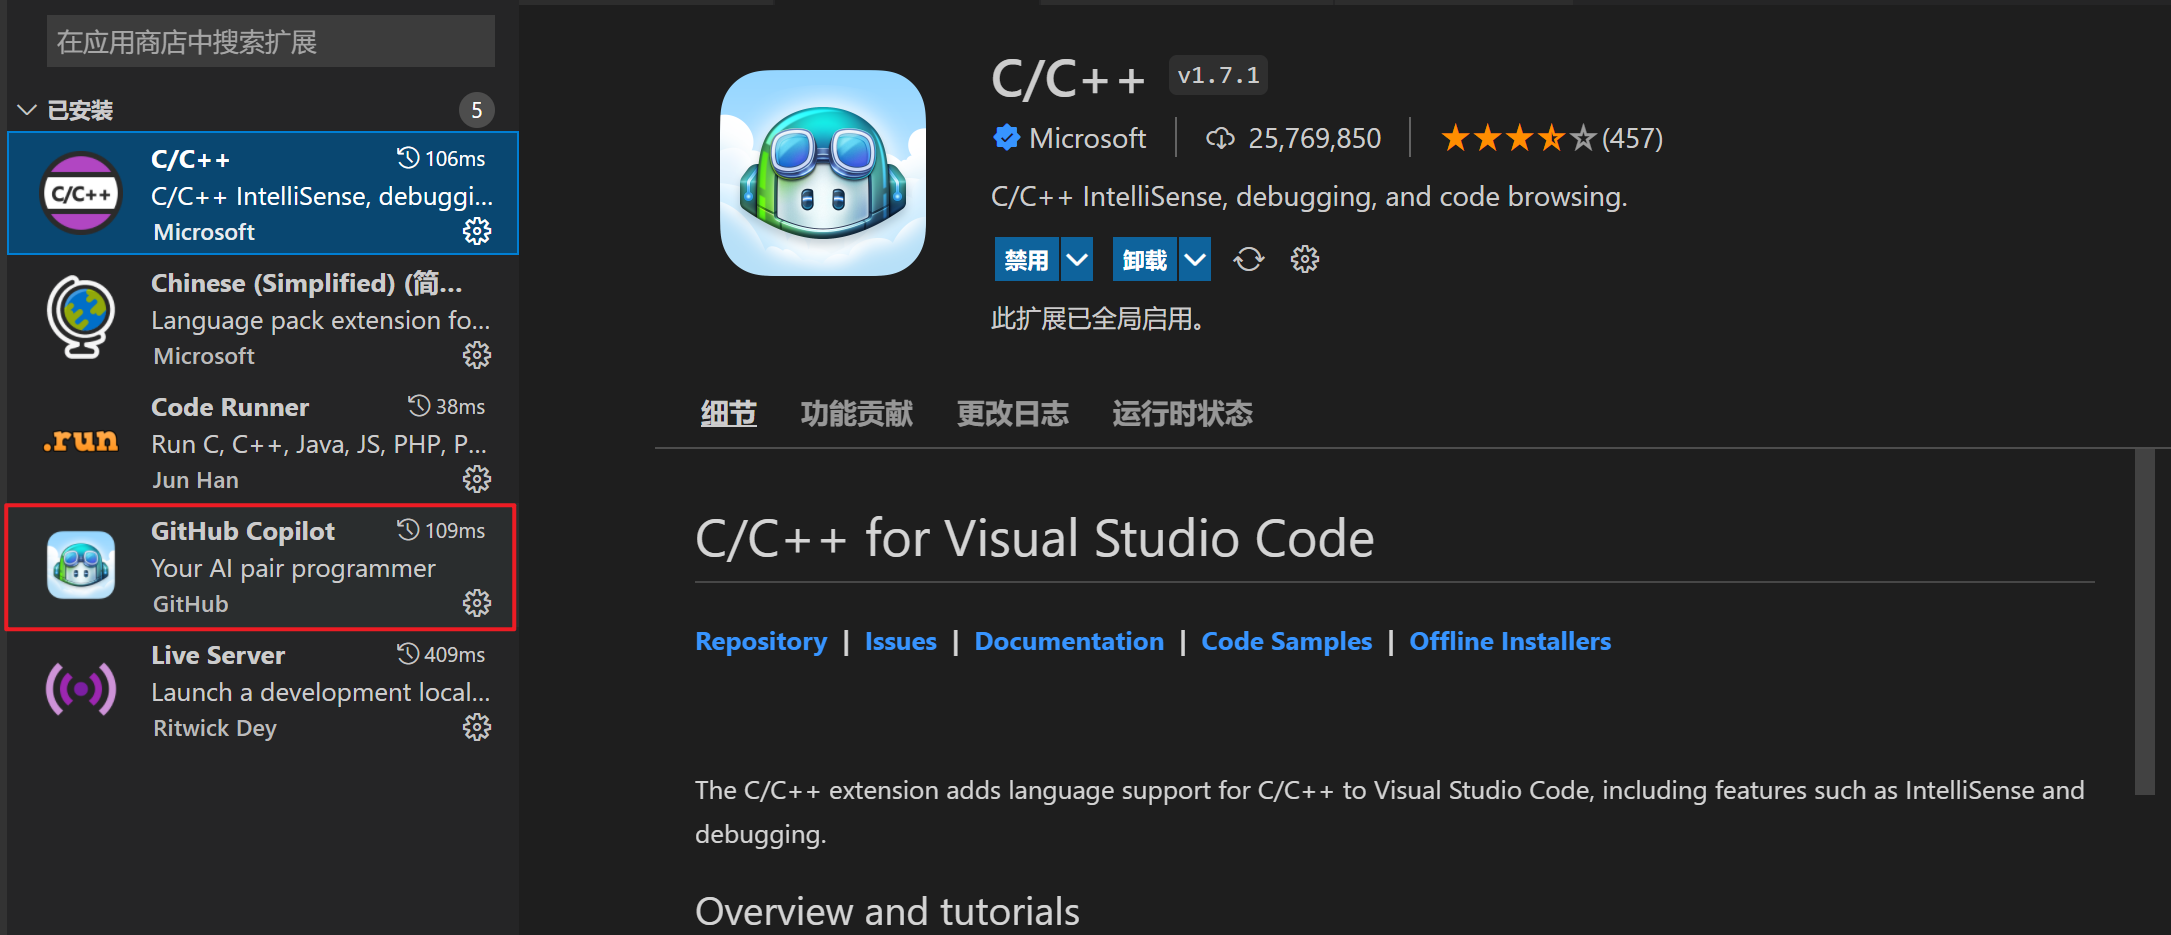 在应用商店中搜索扩展
已安装
5
C/C++
C/C++
106ms
C/C++ IntelliSense, debuggi...
Microsoft
Chinese (Simplified) (简...
Language pack extension fo...
Microsoft
.run
Code Runner
38ms
Run C, C++, Java, JS, PHP, P...
Jun Han
GitHub Copilot
109ms
Your AI pair programmer
GitHub
Live Server
409ms
Launch a development local...
Ritwick Dey
C/C++ v1.7.1
Microsoft | 25,769,850 | (457)
C/C++ IntelliSense, debugging, and code browsing.
禁用 卸载
此扩展已全局启用。
细节 功能贡献 更改日志 运行时状态
C/C++ for Visual Studio Code
Repository | Issues | Documentation | Code Samples | Offline Installers
The C/C++ extension adds language support for C/C++ to Visual Studio Code, including features such as IntelliSense and
debugging.
Overview and tutorials